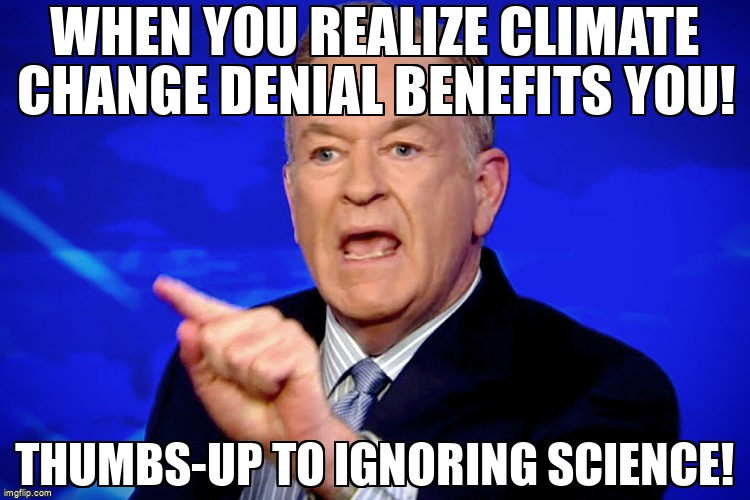 WHEN YOU REALIZE CLIMATE
CHANGE DENIAL BENEFITS YOU!
THUMBS-UP TO IGNORING SCIENCE!
imgflip.com